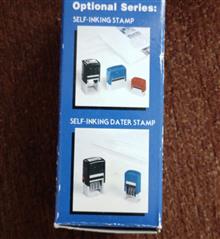 Optional Series:
SELF-INKING STAMP
SELF-INKING DATER STAMP